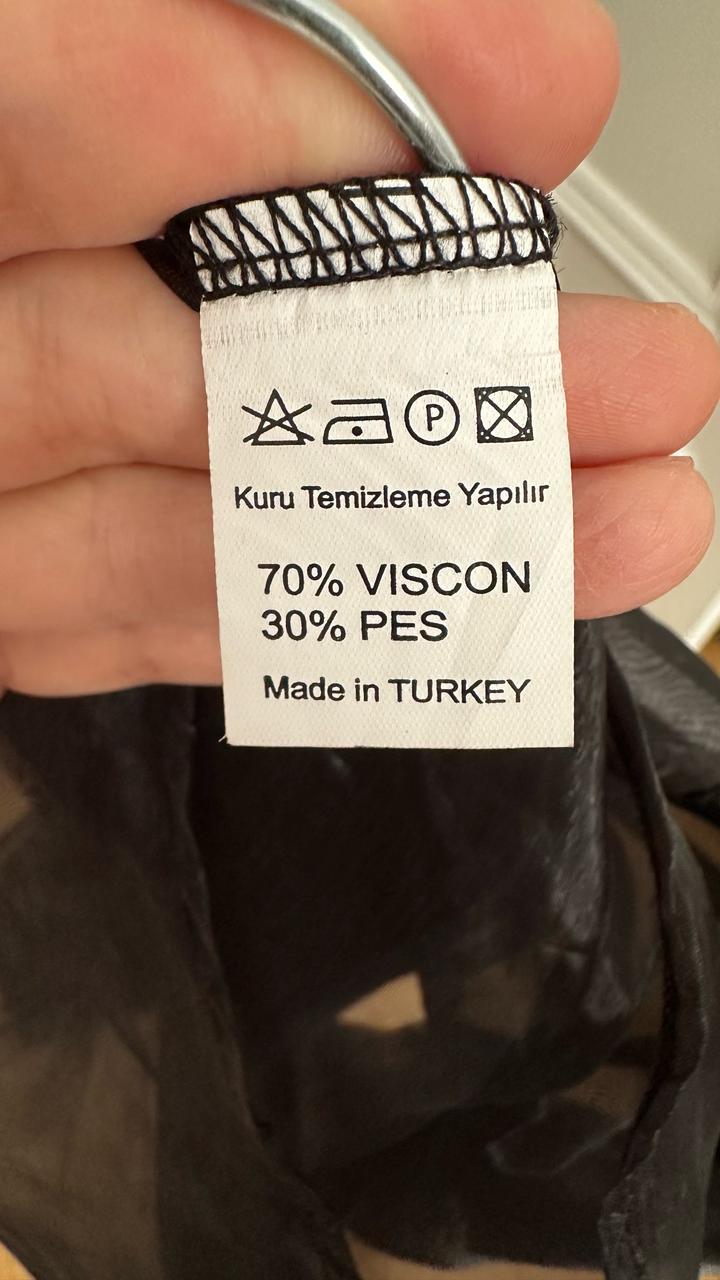 P
Kuru Temizleme Yapılır
70% VISCON
30% PES
Made in TURKEY